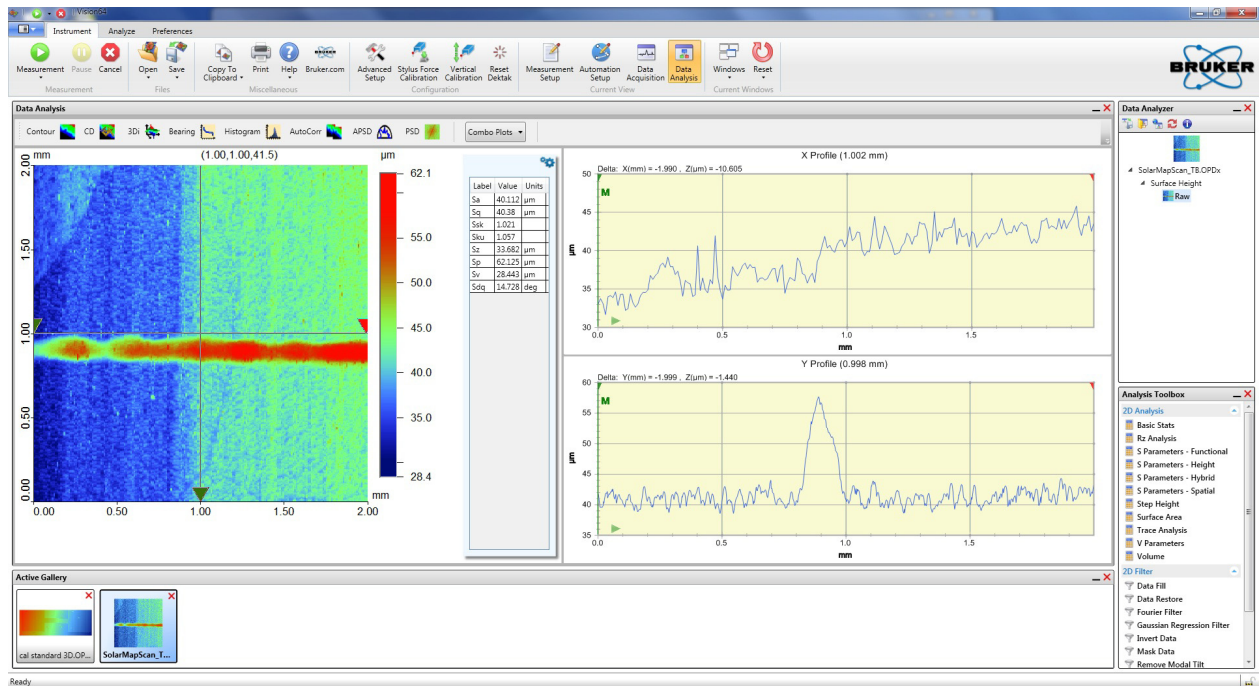 Vision64
Instrument Analyze Preferences
Measurement Pause Cancel Open Save Copy To Clipboard Print Help Bruker.com Advanced Setup Stylus Force Calibration Vertical Calibration Reset Dektak Measurement Setup Automation Setup Data Acquisition Data Analysis Windows Reset
Measurement Files Miscellaneous Configuration Current View Current Windows
BRUKER
Data Analysis
Contour CD 3Di Bearing Histogram AutoCorr APSD PSD Combo Plots
mm (1.00,1.00,41.5) µm
2.00
1.50
1.00
0.50
0.00
0.00 0.50 1.00 1.50 2.00
mm
62.1
55.0
50.0
45.0
40.0
35.0
28.4
Label Value Units
Sa 40.112 µm
Sq 40.38 µm
Ssk 1.021
Sku 1.057
Sz 33.682 µm
Sp 62.125 µm
Sv 28.443 µm
Sdq 14.728 deg
X Profile (1.002 mm)
Delta: X(mm) = -1.990 , Z(µm) = -10.605
M
50
45
40
35
30
µm
0.0 0.5 1.0 1.5
mm
Y Profile (0.998 mm)
Delta: Y(mm) = -1.999 , Z(µm) = -1.440
M
60
55
50
45
40
35
µm
0.0 0.5 1.0 1.5
mm
Data Analyzer
SolarMapScan_TB.OPDx
Surface Height
Raw
Analysis Toolbox
2D Analysis
Basic Stats
Rz Analysis
S Parameters - Functional
S Parameters - Height
S Parameters - Hybrid
S Parameters - Spatial
Step Height
Surface Area
Trace Analysis
V Parameters
Volume
2D Filter
Data Fill
Data Restore
Fourier Filter
Gaussian Regression Filter
Invert Data
Mask Data
Remove Modal Tilt
Active Gallery
cal standard 3D.OP... SolarMapScan_T...
Ready